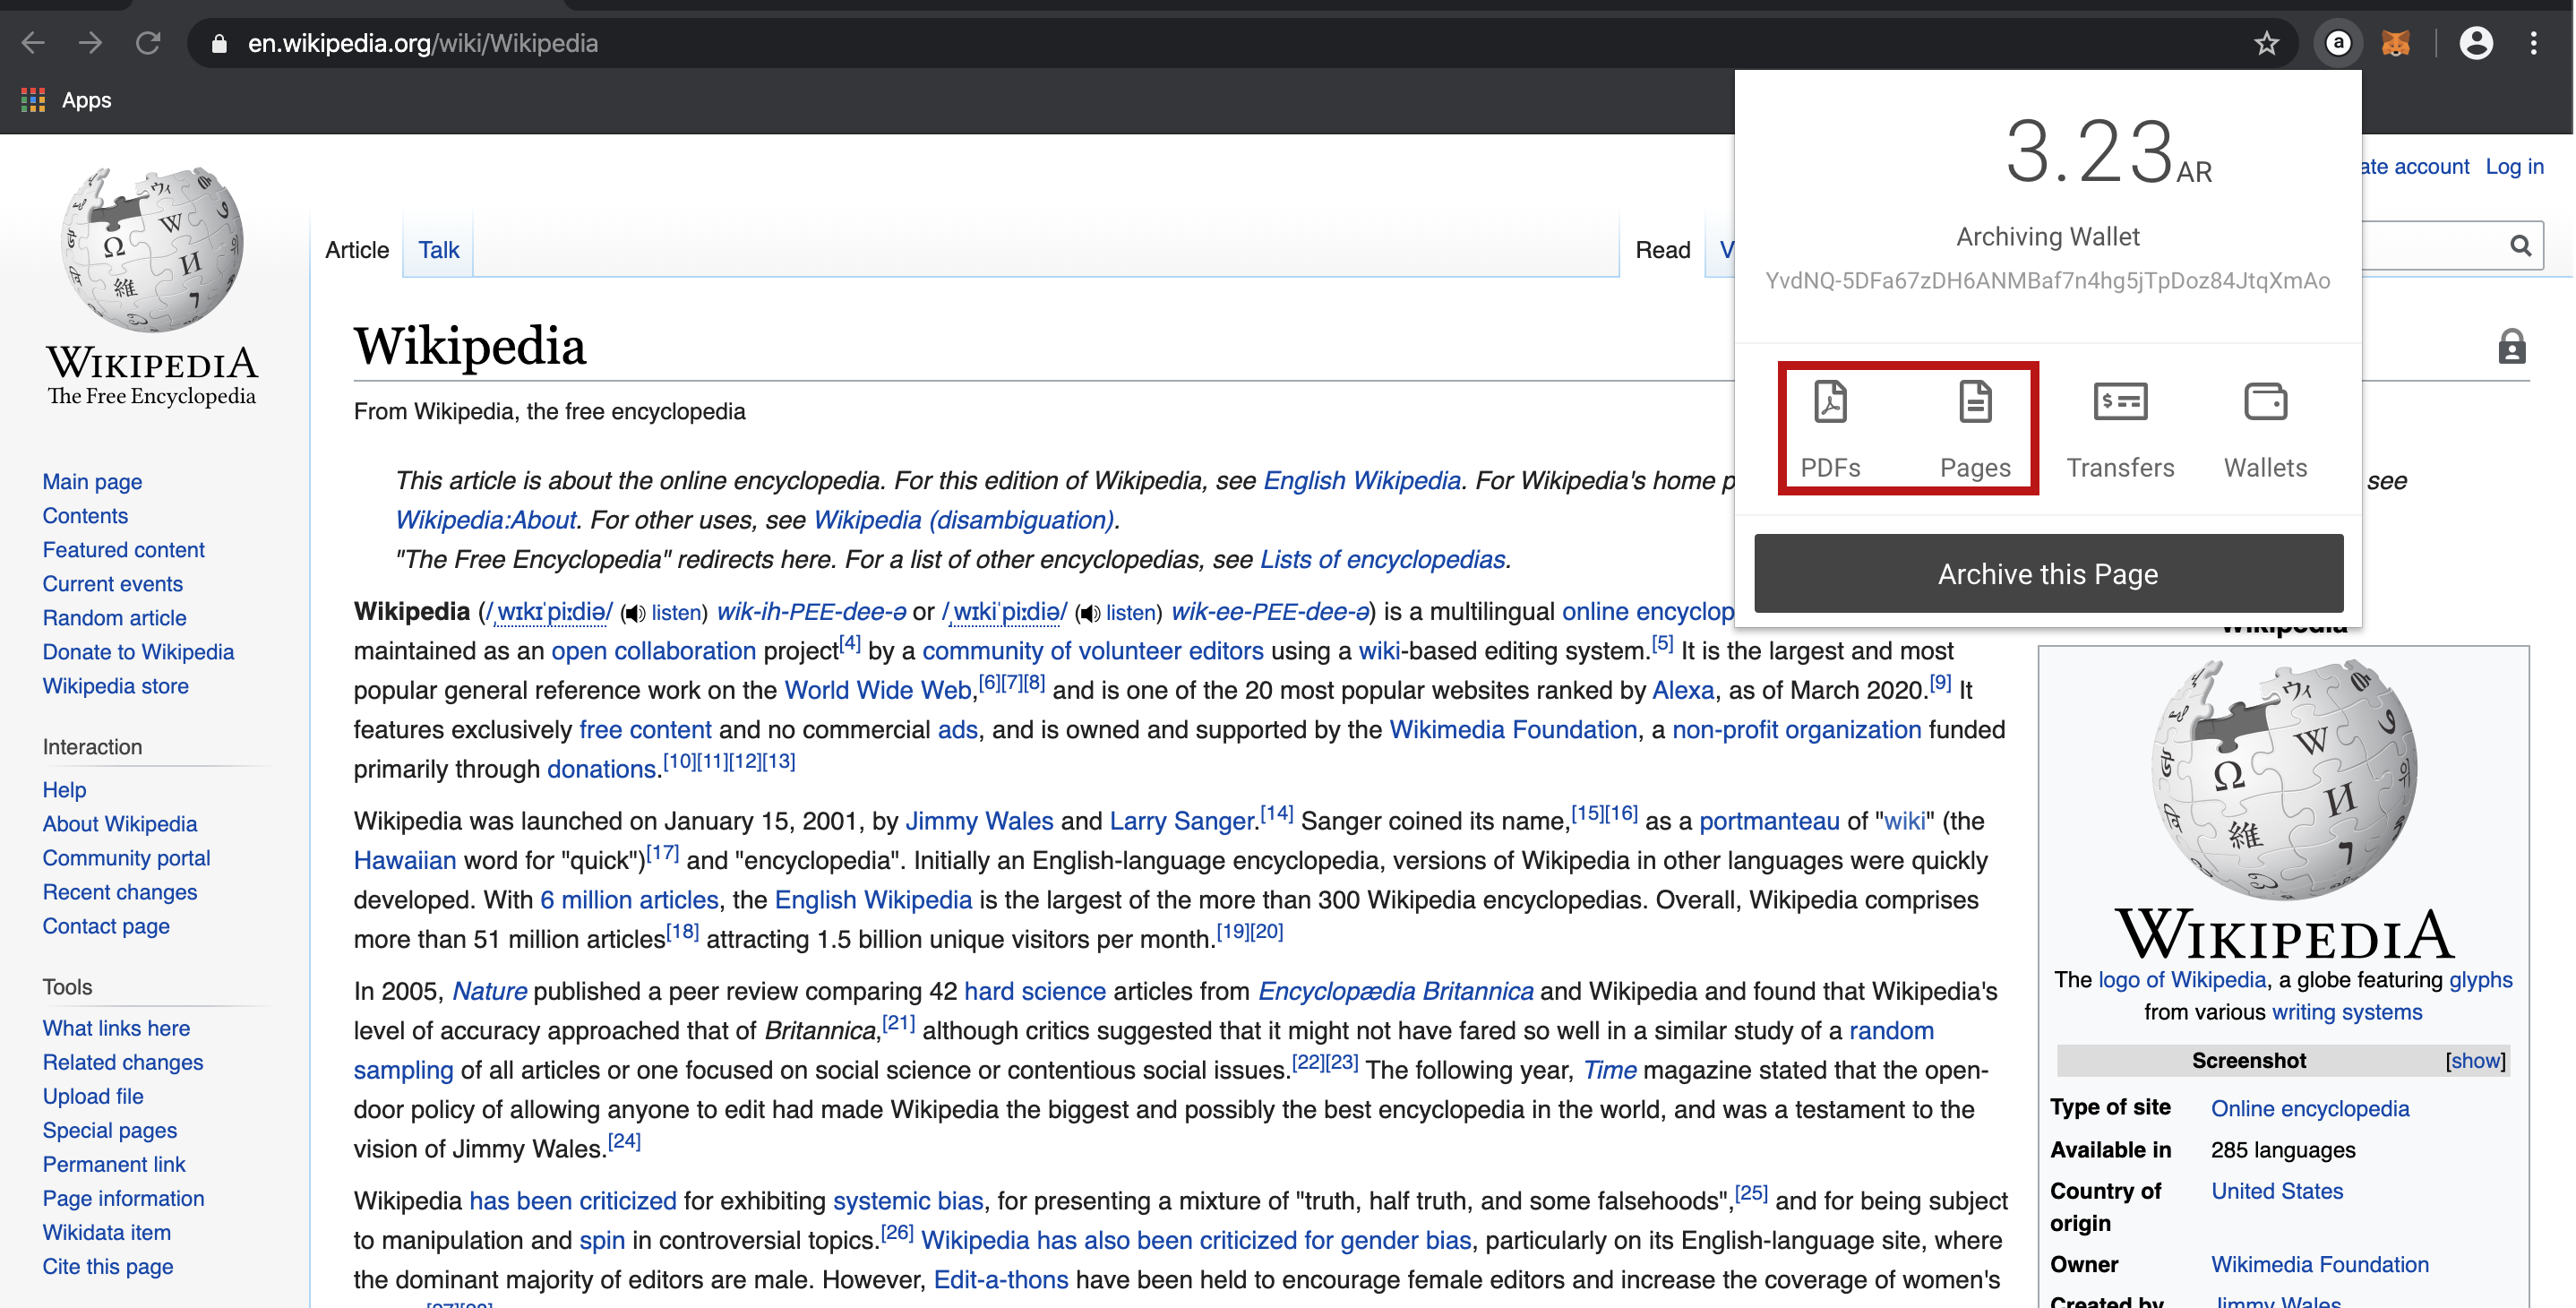 en.wikipedia.org/wiki/Wikipedia
a
Apps
3.23 AR
Archiving Wallet
YvdNQ-5DFa67zDH6ANMBaf7n4hg5jTpDoz84JtqXmAo
PDFs Pages Transfers Wallets
Archive this Page
ate account Log in
WIKIPEDIA
The Free Encyclopedia
Main page
Contents
Featured content
Current events
Random article
Donate to Wikipedia
Wikipedia store
Interaction
Help
About Wikipedia
Community portal
Recent changes
Contact page
Tools
What links here
Related changes
Upload file
Special pages
Permanent link
Page information
Wikidata item
Cite this page
Article Talk Read V
Wikipedia
From Wikipedia, the free encyclopedia
This article is about the online encyclopedia. For this edition of Wikipedia, see English Wikipedia. For Wikipedia's home p see
Wikipedia:About. For other uses, see Wikipedia (disambiguation).
"The Free Encyclopedia" redirects here. For a list of other encyclopedias, see Lists of encyclopedias.
Wikipedia (/ˌwɪkɪˈpiːdiə/ (listen) wik-ih-PEE-dee-ə or /ˌwɪkiˈpiːdiə/ (listen) wik-ee-PEE-dee-ə) is a multilingual online encyclop
maintained as an open collaboration project[4] by a community of volunteer editors using a wiki-based editing system.[5] It is the largest and most
popular general reference work on the World Wide Web,[6][7][8] and is one of the 20 most popular websites ranked by Alexa, as of March 2020.[9] It
features exclusively free content and no commercial ads, and is owned and supported by the Wikimedia Foundation, a non-profit organization funded
primarily through donations.[10][11][12][13]
Wikipedia was launched on January 15, 2001, by Jimmy Wales and Larry Sanger.[14] Sanger coined its name,[15][16] as a portmanteau of "wiki" (the
Hawaiian word for "quick")[17] and "encyclopedia". Initially an English-language encyclopedia, versions of Wikipedia in other languages were quickly
developed. With 6 million articles, the English Wikipedia is the largest of the more than 300 Wikipedia encyclopedias. Overall, Wikipedia comprises
more than 51 million articles[18] attracting 1.5 billion unique visitors per month.[19][20]
In 2005, Nature published a peer review comparing 42 hard science articles from Encyclopædia Britannica and Wikipedia and found that Wikipedia's
level of accuracy approached that of Britannica,[21] although critics suggested that it might not have fared so well in a similar study of a random
sampling of all articles or one focused on social science or contentious social issues.[22][23] The following year, Time magazine stated that the open-
door policy of allowing anyone to edit had made Wikipedia the biggest and possibly the best encyclopedia in the world, and was a testament to the
vision of Jimmy Wales.[24]
Wikipedia has been criticized for exhibiting systemic bias, for presenting a mixture of "truth, half truth, and some falsehoods",[25] and for being subject
to manipulation and spin in controversial topics.[26] Wikipedia has also been criticized for gender bias, particularly on its English-language site, where
the dominant majority of editors are male. However, Edit-a-thons have been held to encourage female editors and increase the coverage of women's
Wikipedia
WIKIPEDIA
The logo of Wikipedia, a globe featuring glyphs
from various writing systems
Screenshot [show]
Type of site Online encyclopedia
Available in 285 languages
Country of United States
origin
Owner Wikimedia Foundation
Created by Jimmy Wales